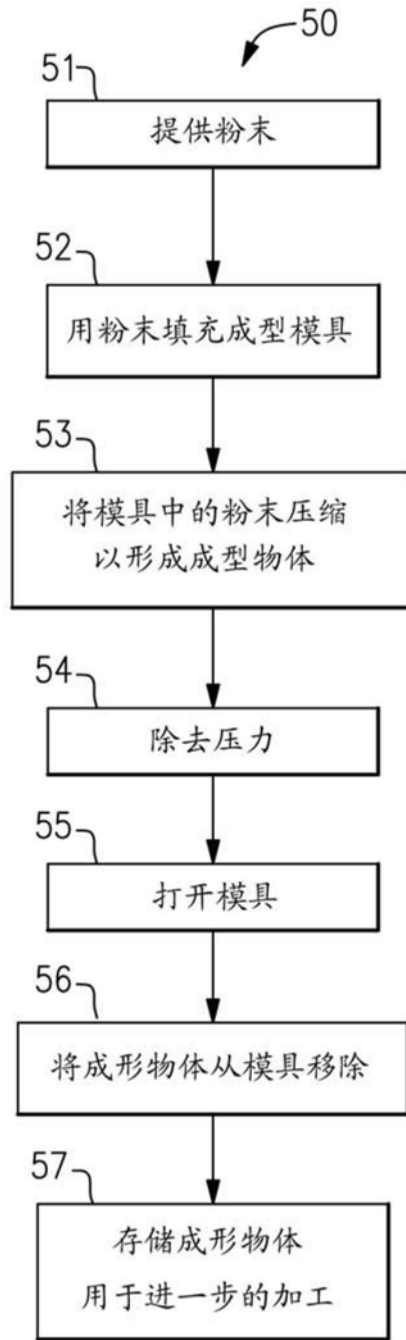 50
51
提供粉末
52
用粉末填充成型模具
53
将模具中的粉末压缩
以形成成型物体
54
除去压力
55
打开模具
56
将成形物体从模具移除
57
存储成形物体
用于进一步的加工